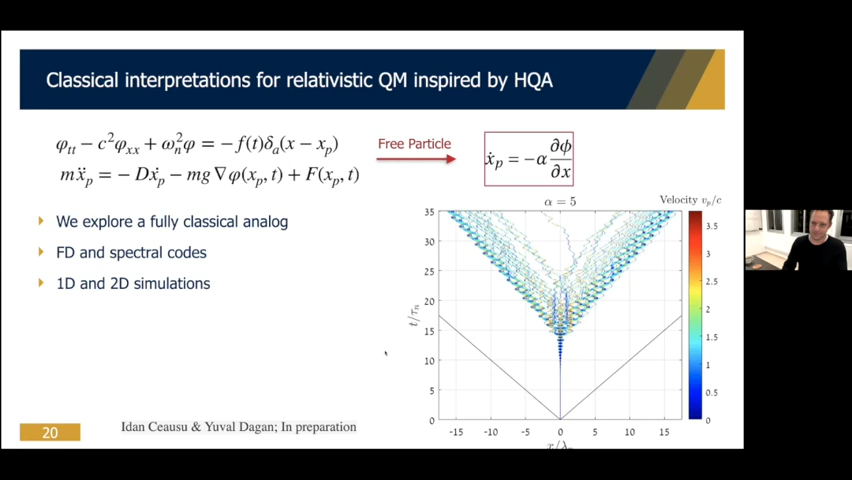 Classical interpretations for relativistic QM inspired by HQA
φ_tt − c²φ_xx + ω_n²φ = −f(t)δ_a(x − x_p)
mẍ_p = − Dẋ_p − mg ∇φ(x_p, t) + F(x_p, t)
Free Particle
ẋ_p = −α ∂ϕ/∂x
We explore a fully classical analog
FD and spectral codes
1D and 2D simulations
α = 5
Velocity v_p/c
35
30
25
20
15
10
5
0
t/τ_n
-15 -10 -5 0 5 10 15
3.5
3
2.5
2
1.5
1
0.5
0
Idan Ceausu & Yuval Dagan; In preparation
20